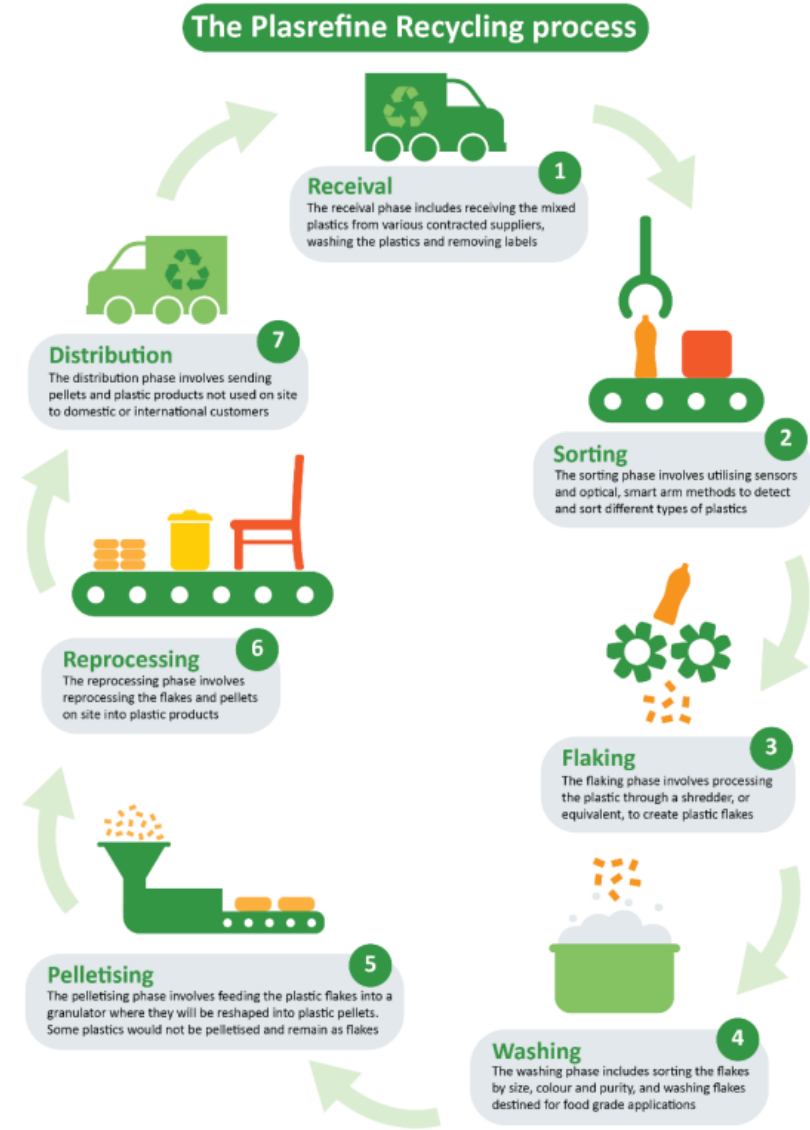 The Plasrefine Recycling process
1
Receival
The receival phase includes receiving the mixed
plastics from various contracted suppliers,
washing the plastics and removing labels
2
Sorting
The sorting phase involves utilising sensors
and optical, smart arm methods to detect
and sort different types of plastics
3
Flaking
The flaking phase involves processing
the plastic through a shredder, or
equivalent, to create plastic flakes
4
Washing
The washing phase includes sorting the flakes
by size, colour and purity, and washing flakes
destined for food grade applications
5
Pelletising
The pelletising phase involves feeding the plastic flakes into a
granulator where they will be reshaped into plastic pellets.
Some plastics would not be pelletised and remain as flakes
6
Reprocessing
The reprocessing phase involves
reprocessing the flakes and pellets
on site into plastic products
7
Distribution
The distribution phase involves sending
pellets and plastic products not used on site
to domestic or international customers